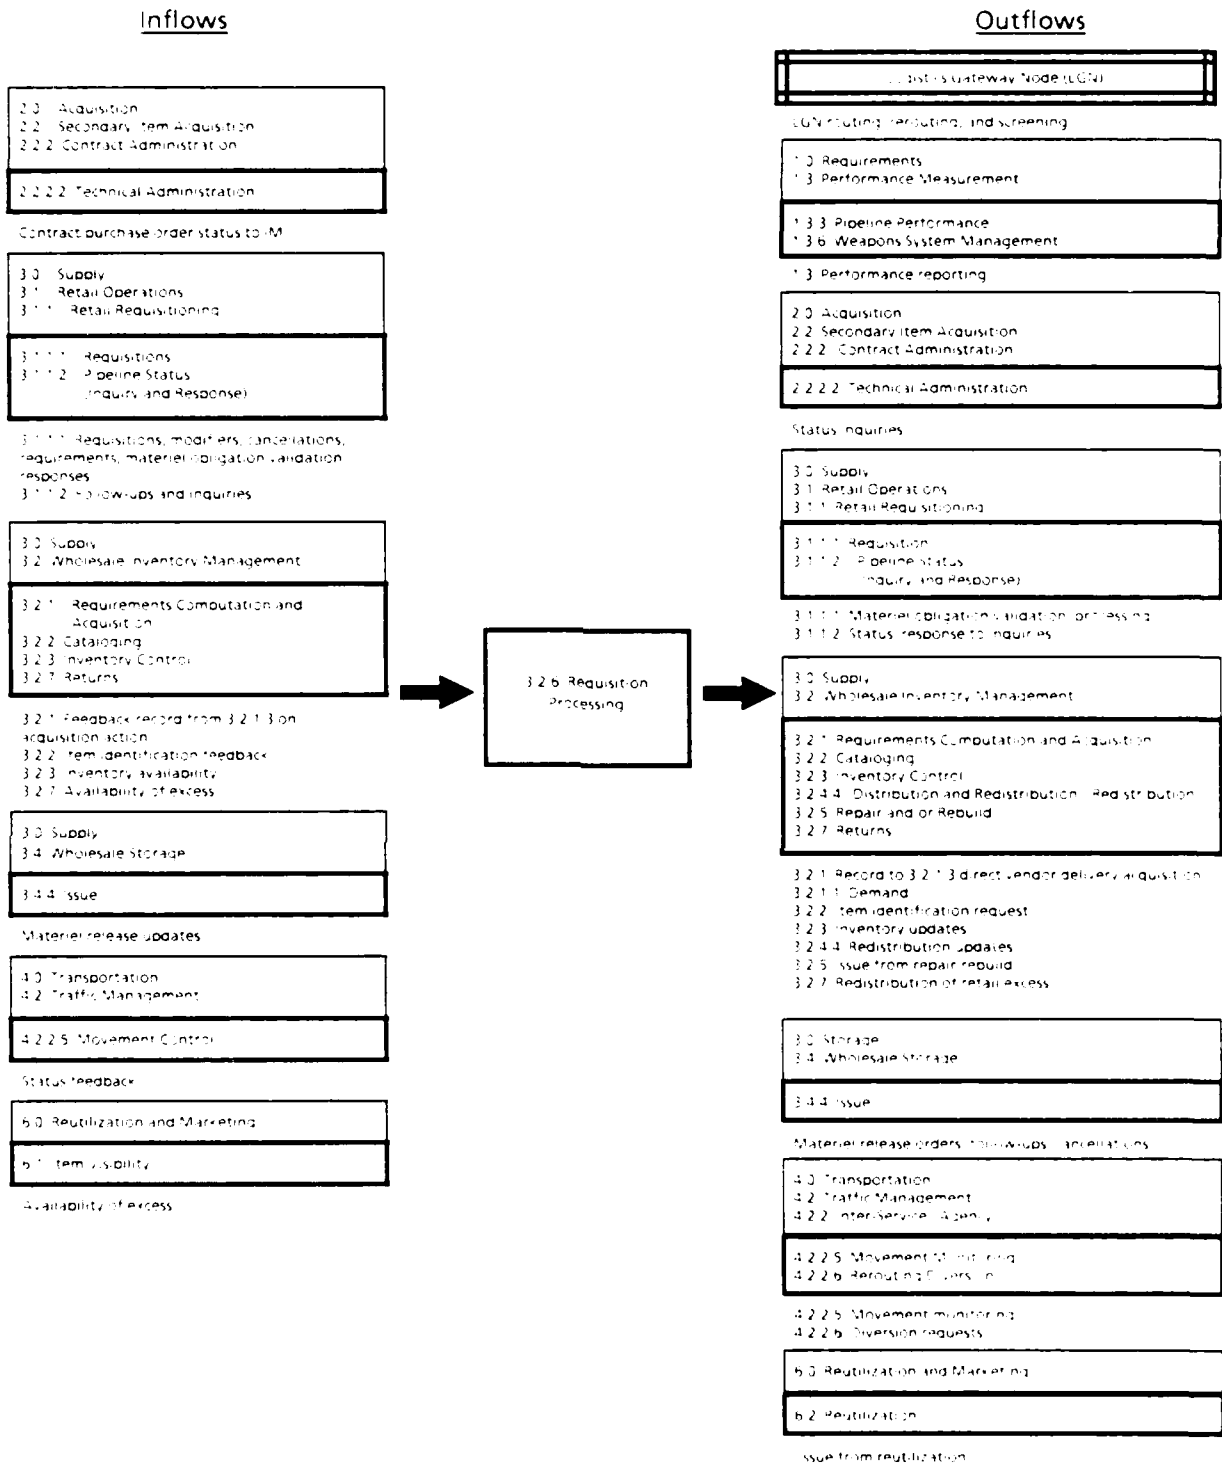 Inflows
2.0 Acquisition
2.2 Secondary Item Acquisition
2.2.2 Contract Administration
2.2.2.2 Technical Administration
Contract purchase order status to IM
3.0 Supply
3.1 Retail Operations
3.1.1 Retail Requisitioning
3.1.1.1 Requisitions
3.1.1.2 Pipeline Status
(Inquiry and Response)
3.1.1.1 Requisitions, modifiers, cancellations,
requirements, materiel obligation validation
responses
3.1.1.2 Follow-ups and inquiries
3.0 Supply
3.2 Wholesale Inventory Management
3.2.1 Requirements Computation and
Acquisition
3.2.2 Cataloging
3.2.3 Inventory Control
3.2.7 Returns
3.2.1 Feedback record from 3.2.1.3 on
acquisition action
3.2.2 Item identification feedback
3.2.3 Inventory availability
3.2.7 Availability of excess
3.0 Supply
3.4 Wholesale Storage
3.4.4 Issue
Materiel release updates
4.0 Transportation
4.2 Traffic Management
4.2.2.5 Movement Control
Status feedback
6.0 Reutilization and Marketing
6.1 Item visibility
Availability of excess
3.2.6 Requisition
Processing
Outflows
Logistics Gateway Node (LGN)
LGN routing, rerouting, and screening
1.0 Requirements
1.3 Performance Measurement
1.3.3 Pipeline Performance
1.3.6 Weapons System Management
1.3 Performance reporting
2.0 Acquisition
2.2 Secondary Item Acquisition
2.2.2 Contract Administration
2.2.2.2 Technical Administration
Status inquiries
3.0 Supply
3.1 Retail Operations
3.1.1 Retail Requisitioning
3.1.1.1 Requisition
3.1.1.2 Pipeline Status
(Inquiry and Response)
3.1.1.1 Materiel obligation validation processing
3.1.1.2 Status response to inquiries
3.0 Supply
3.2 Wholesale Inventory Management
3.2.1 Requirements Computation and Acquisition
3.2.2 Cataloging
3.2.3 Inventory Control
3.2.4.4 Distribution and Redistribution - Redistribution
3.2.5 Repair and or Rebuild
3.2.7 Returns
3.2.1 Record to 3.2.1.3 direct vendor delivery acquisition
3.2.1.1 Demand
3.2.2 Item identification request
3.2.3 Inventory updates
3.2.4.4 Redistribution updates
3.2.5 Issue from repair rebuild
3.2.7 Redistribution of retail excess
3.0 Storage
3.4 Wholesale Storage
3.4.4 Issue
Materiel release orders, follow-ups, cancellations
4.0 Transportation
4.2 Traffic Management
4.2.2 Inter-Service Agency
4.2.2.5 Movement Monitoring
4.2.2.6 Rerouting Diversion
4.2.2.5 Movement monitoring
4.2.2.6 Diversion requests
6.0 Reutilization and Marketing
6.2 Reutilization
Issue from reutilization